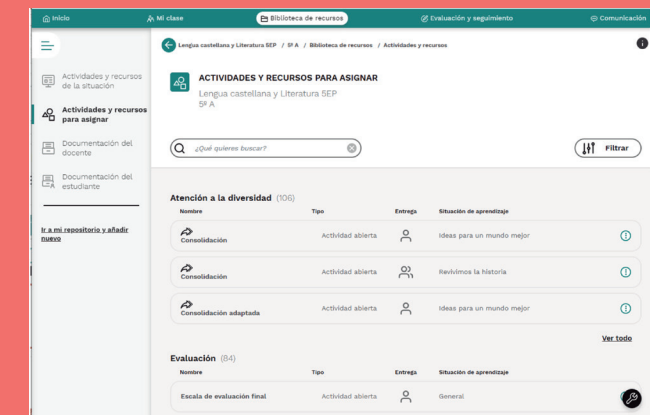 Inicio
Mi clase
Biblioteca de recursos
Evaluación y seguimiento
Comunicación
Lengua castellana y Literatura 5EP / 5º A / Biblioteca de recursos / Actividades y recursos
Actividades y recursos
de la situación
Actividades y recursos
para asignar
Documentación del
docente
Documentación del
estudiante
Ir a mi repositorio y añadir
nuevo
ACTIVIDADES Y RECURSOS PARA ASIGNAR
Lengua castellana y Literatura 5EP
5º A
¿Qué quieres buscar?
Filtrar
Atención a la diversidad (106)
Nombre Tipo Entrega Situación de aprendizaje
Consolidación Actividad abierta Ideas para un mundo mejor
Consolidación Actividad abierta Revivimos la historia
Consolidación adaptada Actividad abierta Ideas para un mundo mejor
Ver todo
Evaluación (84)
Nombre Tipo Entrega Situación de aprendizaje
Escala de evaluación final Actividad abierta General